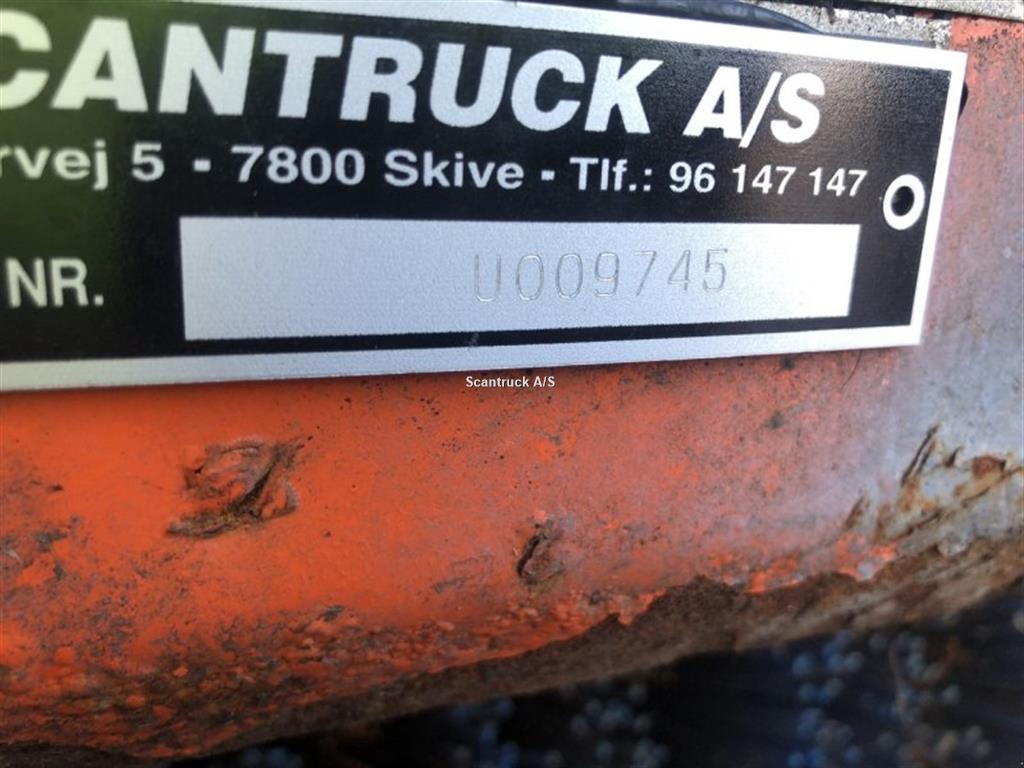 CANTRUCK A/S
rvej 5 - 7800 Skive - Tlf.: 96 147 147
NR. U009745
Scantruck A/S